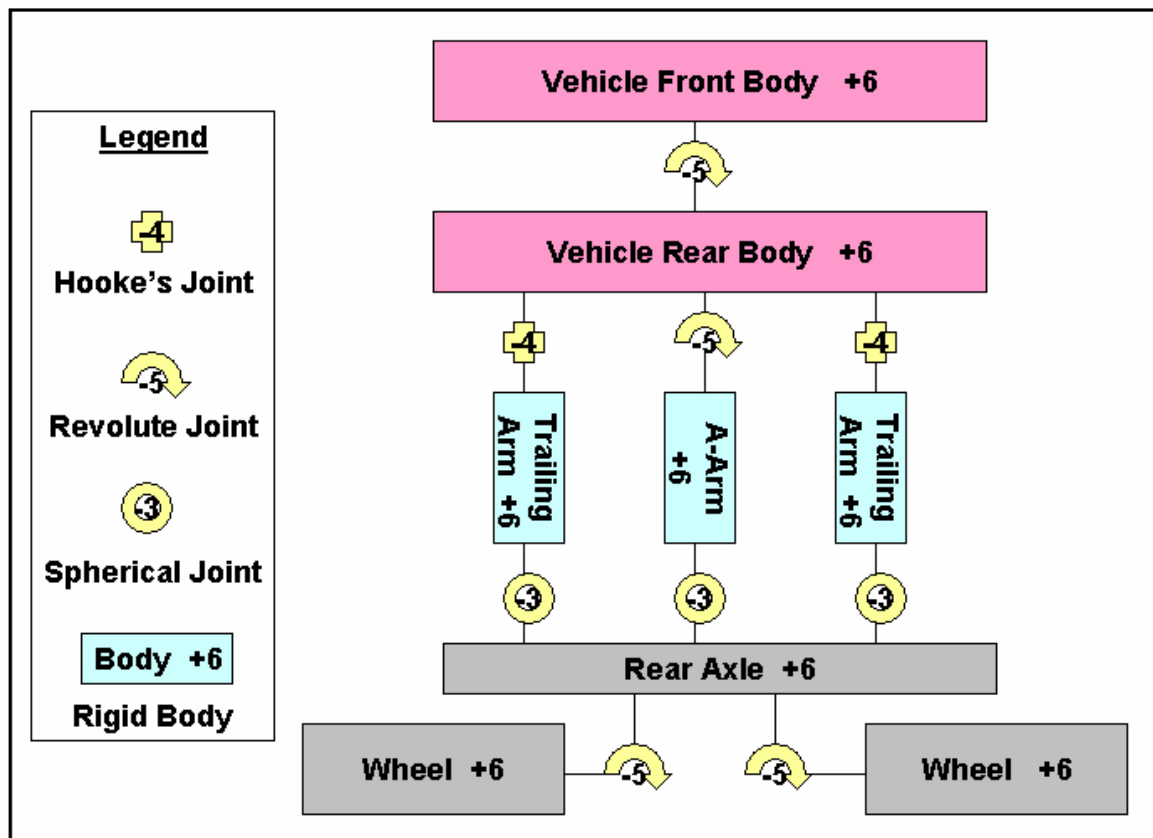 Vehicle Front Body +6
Legend
-5
-4
Vehicle Rear Body +6
Hooke's Joint
-4
-5
-4
-5
Revolute Joint
Trailing
Arm +6
A-Arm
+6
Trailing
Arm +6
-3
Spherical Joint
-3
-3
-3
Body +6
Rear Axle +6
Rigid Body
Wheel +6
-5
-5
Wheel +6